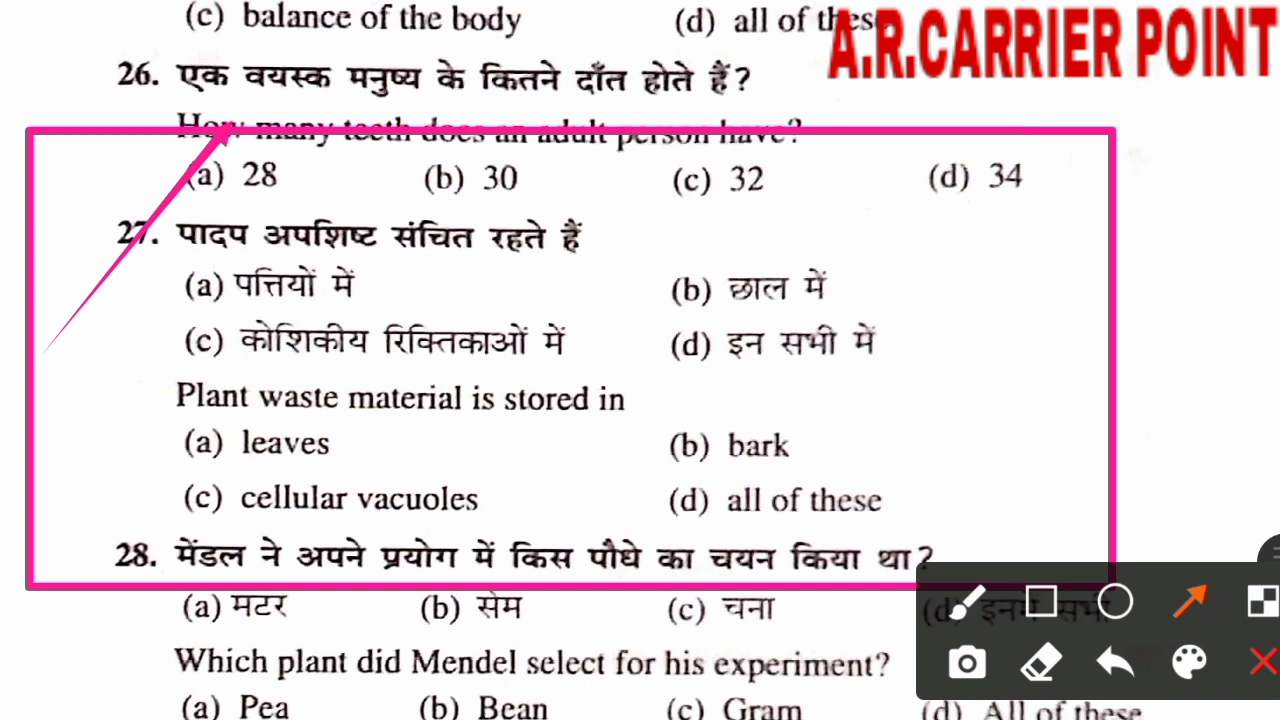 (c) balance of the body (d) all of these
A.R.CARRIER POINT
26. एक वयस्क मनुष्य के कितने दाँत होते हैं?
How many teeth does an adult person have?
(a) 28 (b) 30 (c) 32 (d) 34
27. पादप अपशिष्ट संचित रहते हैं
(a) पत्तियों में (b) छाल में
(c) कोशिकीय रिक्तिकाओं में (d) इन सभी में
Plant waste material is stored in
(a) leaves (b) bark
(c) cellular vacuoles (d) all of these
28. मेंडल ने अपने प्रयोग में किस पौधे का चयन किया था?
(a) मटर (b) सेम (c) चना (d) इनमें सभी
Which plant did Mendel select for his experiment?
(a) Pea (b) Bean (c) Gram (d) All of these